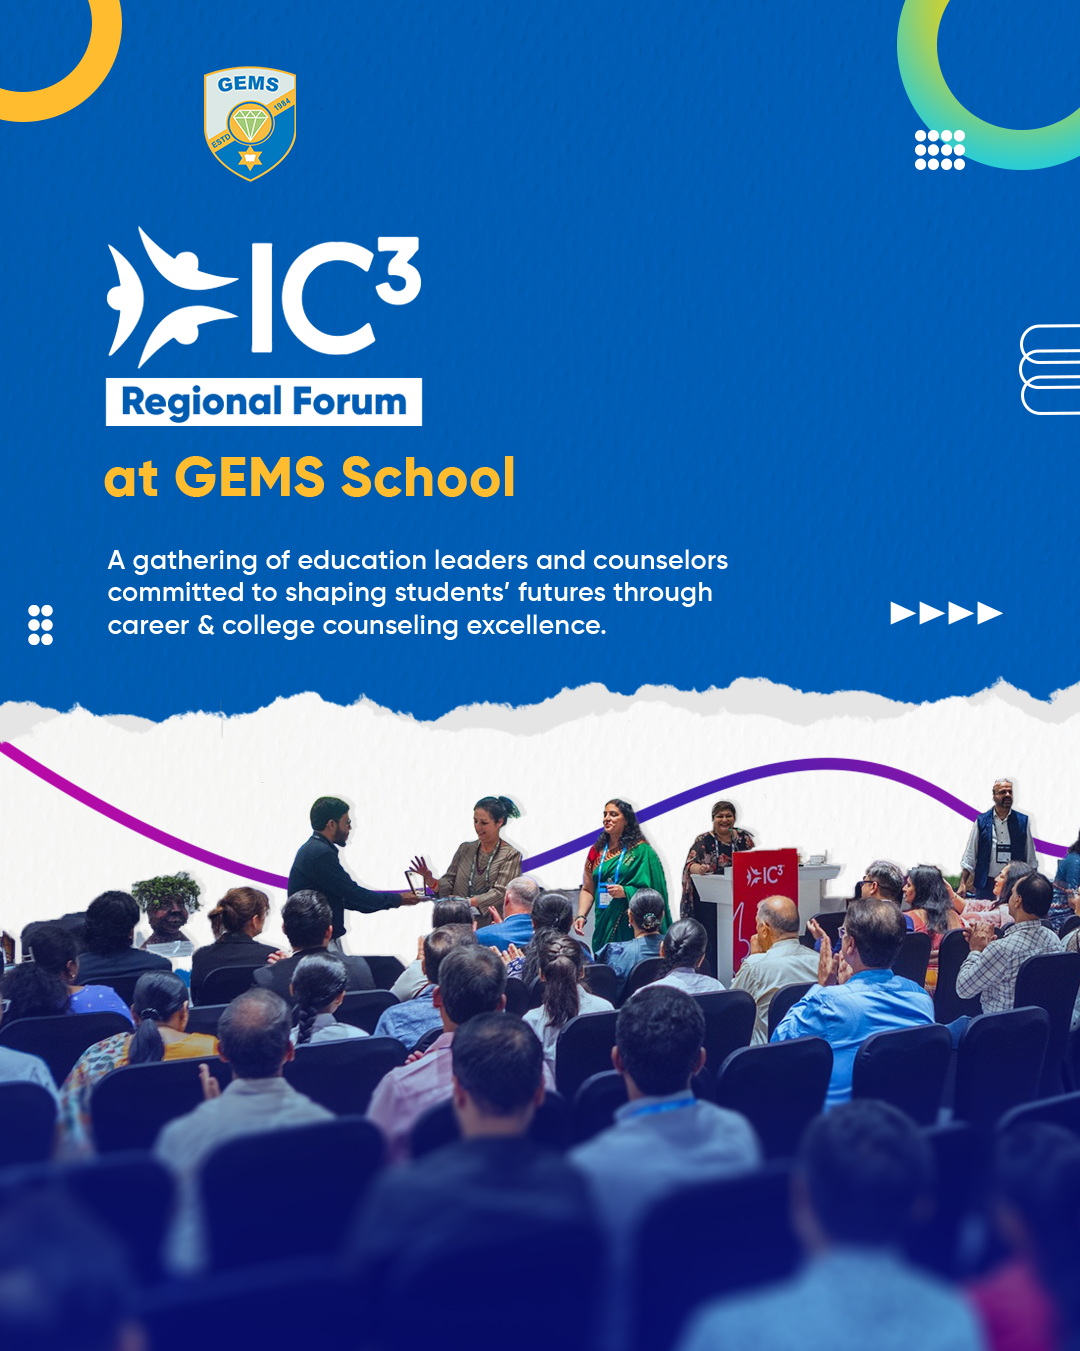 GEMS
ESTD 1984
IC³
Regional Forum
at GEMS School
A gathering of education leaders and counselors
committed to shaping students’ futures through
career & college counseling excellence.
IC³